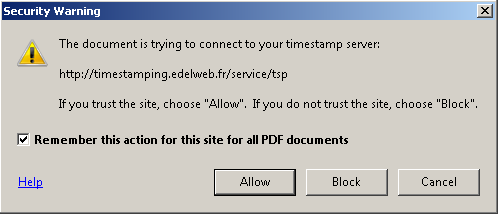 Security Warning
The document is trying to connect to your timestamp server:
http://timestamping.edelweb.fr/service/tsp
If you trust the site, choose "Allow". If you do not trust the site, choose "Block".
Remember this action for this site for all PDF documents
Help Allow Block Cancel